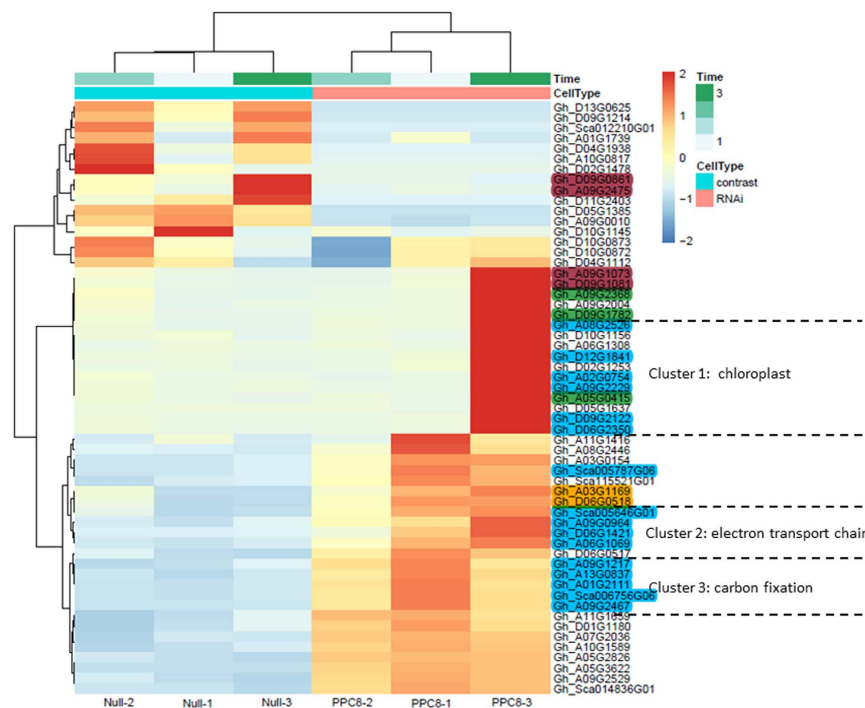 Time
CellType
Gh_D13G0625
Gh_D09G1214
Gh_Sca012210G01
Gh_A01G1739
Gh_D04G1938
Gh_A10G0817
Gh_D02G1478
Gh_D09G0861
Gh_A09G2475
Gh_D11G2403
Gh_D05G1385
Gh_A09G0010
Gh_D10G1145
Gh_D10G0873
Gh_D10G0872
Gh_D04G1112
Gh_A09G1073
Gh_D09G1081
Gh_A09G2368
Gh_A09G2004
Gh_D09G1782
Gh_A08G2526
Gh_D10G1156
Gh_A06G1308
Gh_D12G1841
Gh_D02G1253
Gh_A02G0754
Gh_A09G2229
Gh_A05G0415
Gh_D05G1637
Gh_D09G2122
Gh_D06G2350
Gh_A11G1416
Gh_A08G2446
Gh_A03G0154
Gh_Sca005787G06
Gh_Sca115521G01
Gh_A03G1169
Gh_D06G0518
Gh_Sca005646G01
Gh_A09G0964
Gh_D06G1421
Gh_A06G1069
Gh_D06G0517
Gh_A09G1217
Gh_A13G0837
Gh_A01G2111
Gh_Sca006756G06
Gh_A09G2467
Gh_A11G1659
Gh_D01G1180
Gh_A07G2036
Gh_A10G1589
Gh_A05G2826
Gh_A05G3622
Gh_A09G2529
Gh_Sca014836G01
2
1
0
−1
−2
Time
3
1
CellType
contrast
RNAi
Cluster 1: chloroplast
Cluster 2: electron transport chain
Cluster 3: carbon fixation
Null-2 Null-1 Null-3 PPC8-2 PPC8-1 PPC8-3